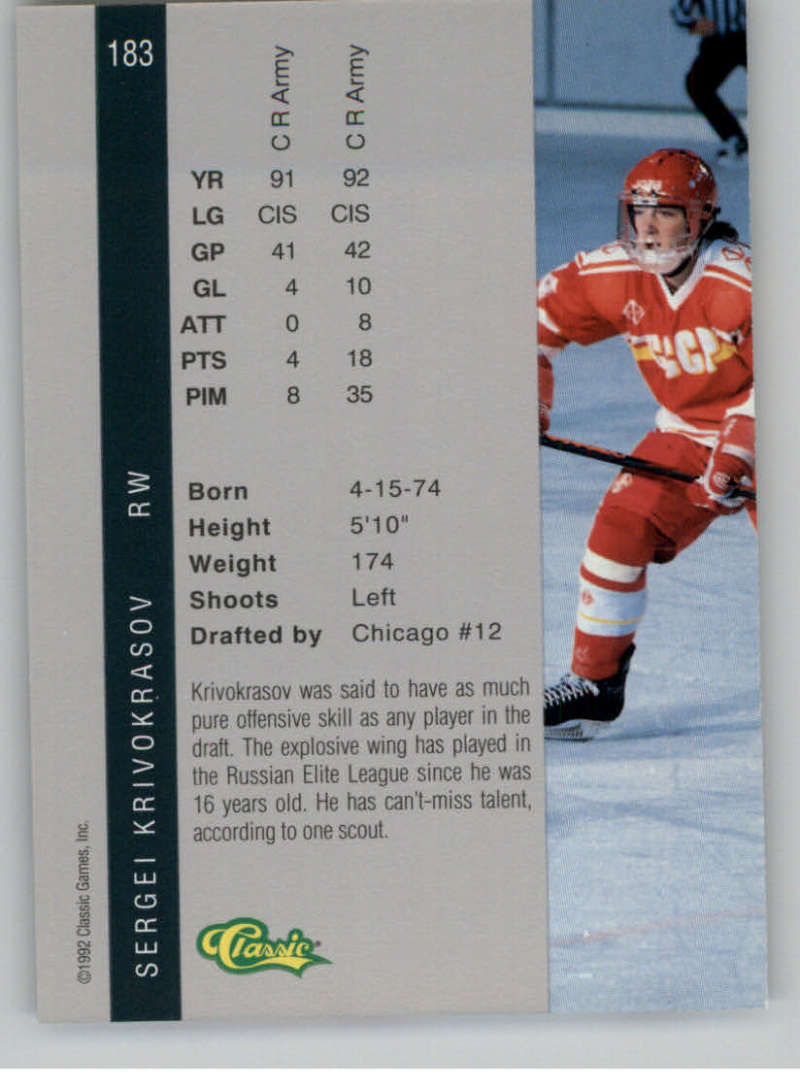 183
C R Army C R Army
YR 91 92
LG CIS CIS
GP 41 42
GL 4 10
ATT 0 8
PTS 4 18
PIM 8 35
Born 4-15-74
Height 5'10"
Weight 174
Shoots Left
Drafted by Chicago #12
Krivokrasov was said to have as much
pure offensive skill as any player in the
draft. The explosive wing has played in
the Russian Elite League since he was
16 years old. He has can't-miss talent,
according to one scout.
Classic
SERGEI KRIVOKRASOV RW
©1992 Classic Games, Inc.
CCCP